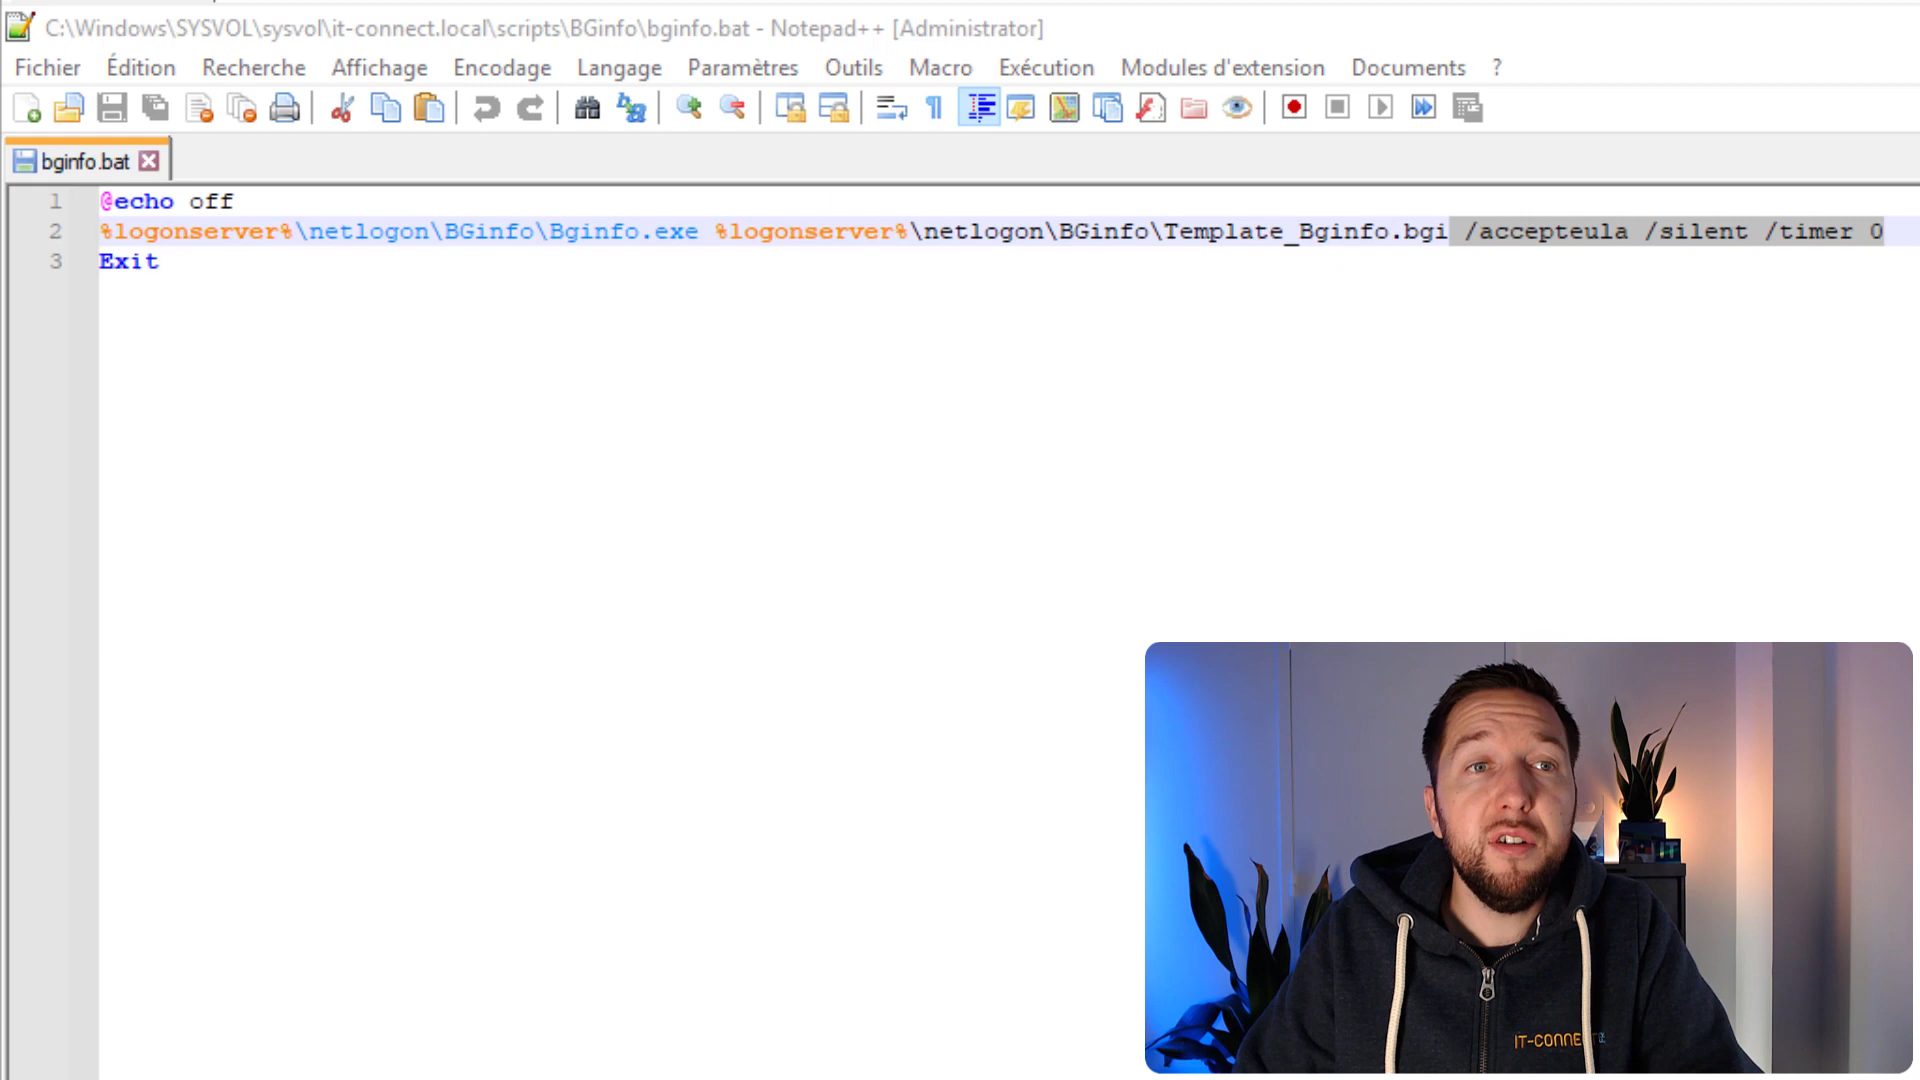 C:\Windows\SYSVOL\sysvol\it-connect.local\scripts\BGinfo\bginfo.bat - Notepad++ [Administrator]
Fichier Édition Recherche Affichage Encodage Langage Paramètres Outils Macro Exécution Modules d'extension Documents ?
bginfo.bat
1 @echo off
2 %logonserver%\netlogon\BGinfo\Bginfo.exe %logonserver%\netlogon\BGinfo\Template_Bginfo.bgi /accepteula /silent /timer 0
3 Exit
IT
IT-CONNECT